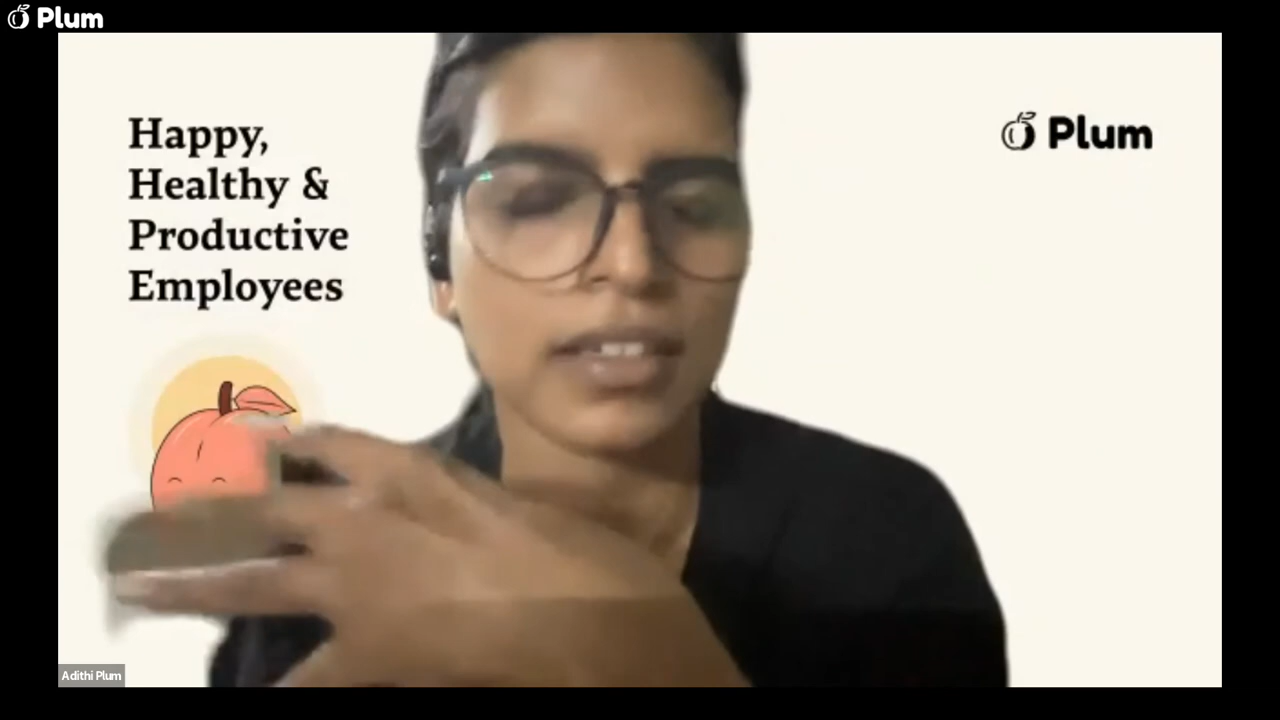 Plum
Happy,
Healthy &
Productive
Employees
Plum
Adithi Plum